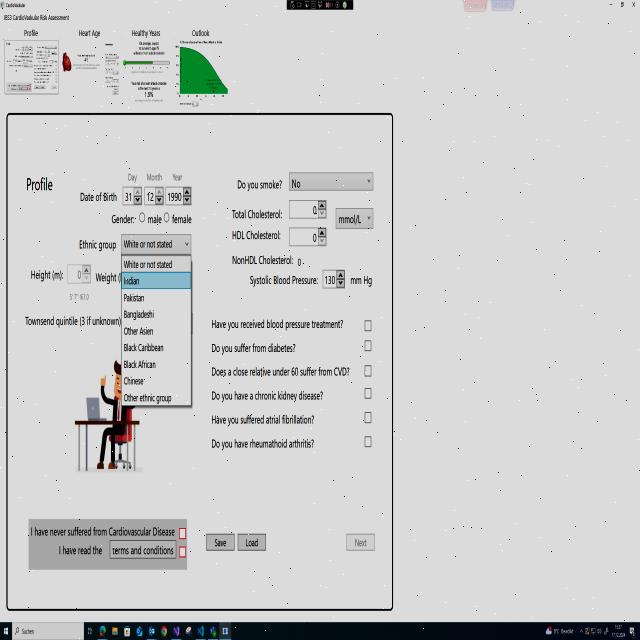 CardioVascular
JBS3 CardioVascular Risk Assessment
Profile
Heart Age
Healthy Years
Outlook
Profile
Day Month Year
Date of Birth 31 12 1990
Gender: male female
Ethnic group White or not stated
White or not stated
Indian
Pakistan
Bangladeshi
Other Asien
Black Caribbean
Black African
Chinese
Other ethnic group
Height (m): 0 Weight (
5' 7" 67.0
Townsend quintile (3 if unknown)
Do you smoke? No
Total Cholesterol: 0
mmol/L
HDL Cholesterol: 0
NonHDL Cholesterol: 0
Systolic Blood Pressure: 130 mm Hg
Have you received blood pressure treatment?
Do you suffer from diabetes?
Does a close relative under 60 suffer from CVD?
Do you have a chronic kidney disease?
Have you suffered atrial fibrillation?
Do you have rheumathoid arthritis?
I have never suffered from Cardiovascular Disease
I have read the terms and conditions
Save Load Next
Suchen